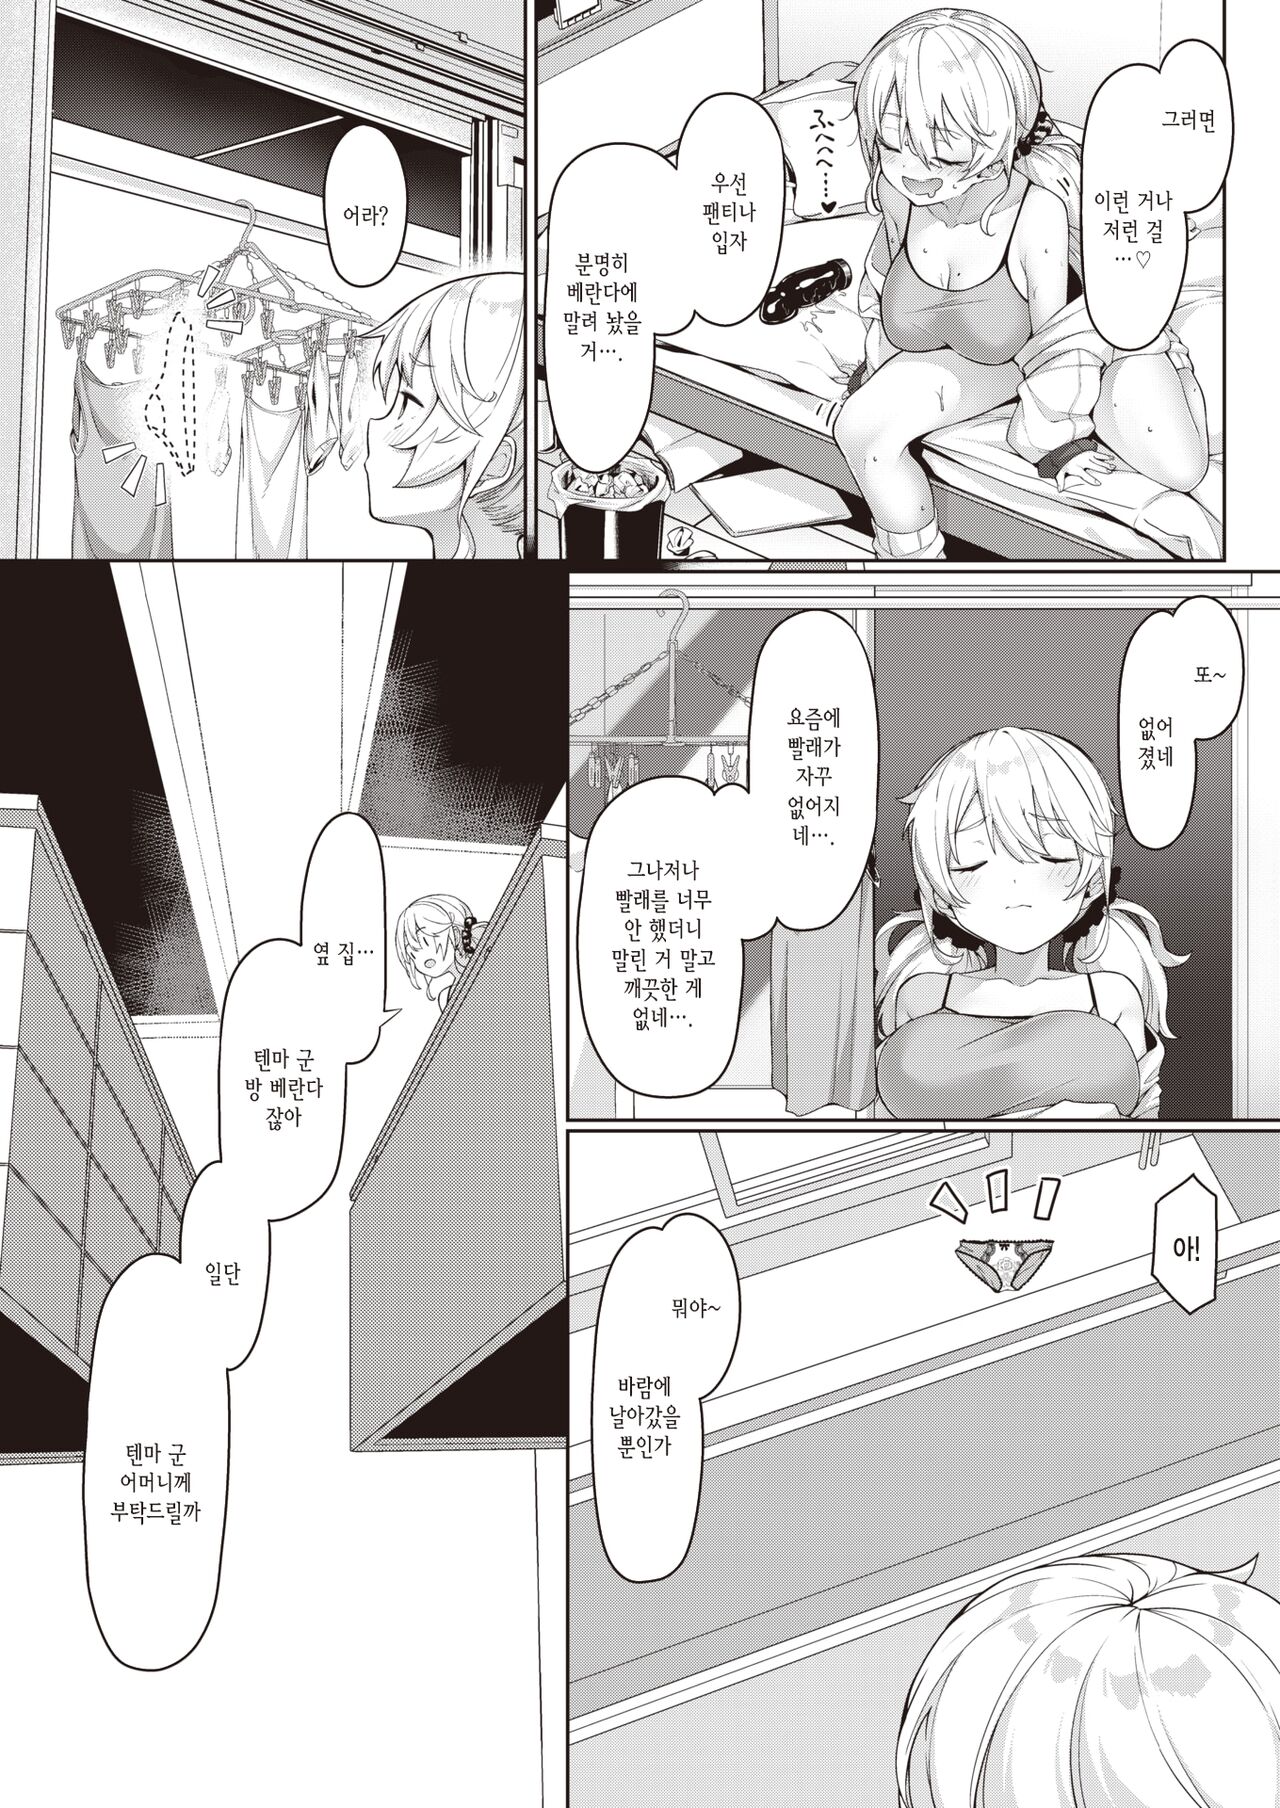 그러면
이런 거나
저런 걸
…♡
ふへへへ…♥
우선
팬티나
입자
분명히
베란다에
말려 놨을
거….
어라?
또~
없어
졌네
요즘에
빨래가
자꾸
없어지
네….
그나저나
빨래를 너무
안 했더니
말린 거 말고
깨끗한 게
없네….
아!
뭐야~
바람에
날아갔을
뿐인가
옆 집…
텐마 군
방 베란다
잖아
일단
텐마 군
어머니께
부탁드릴까